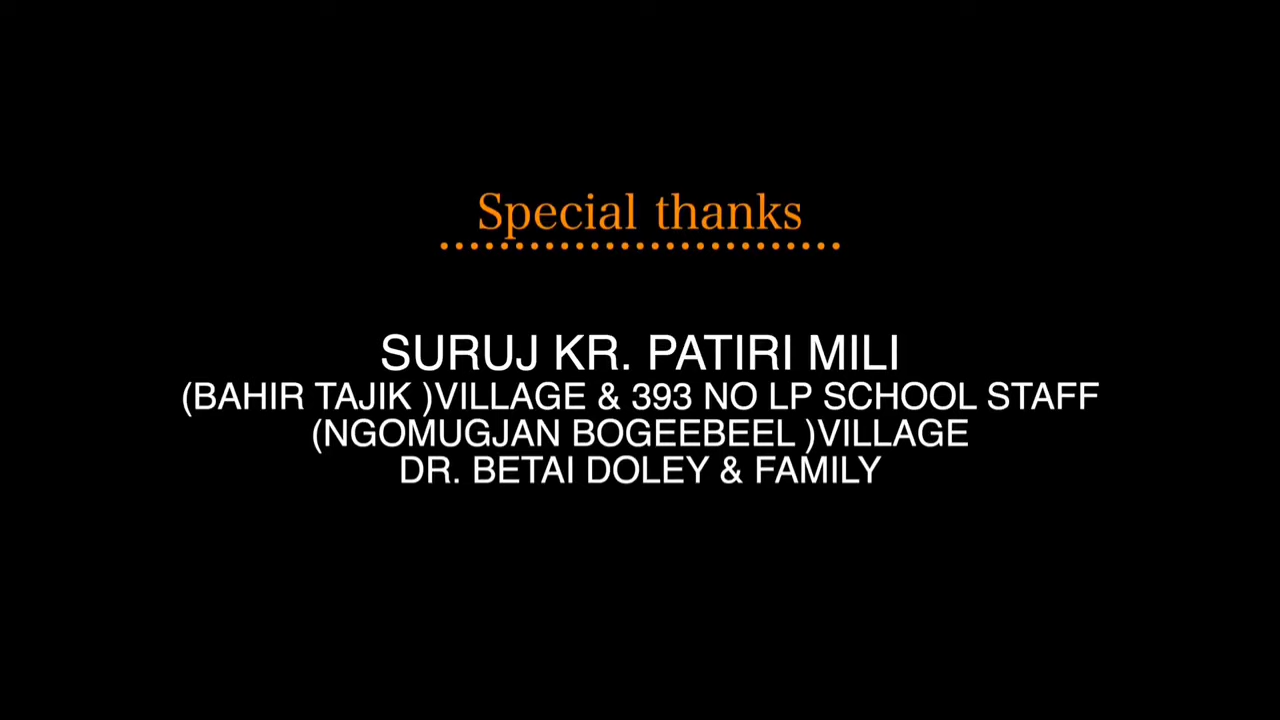 Special thanks
SURUJ KR. PATIRI MILI
(BAHIR TAJIK )VILLAGE & 393 NO LP SCHOOL STAFF
(NGOMUGJAN BOGEEBEEL )VILLAGE
DR. BETAI DOLEY & FAMILY